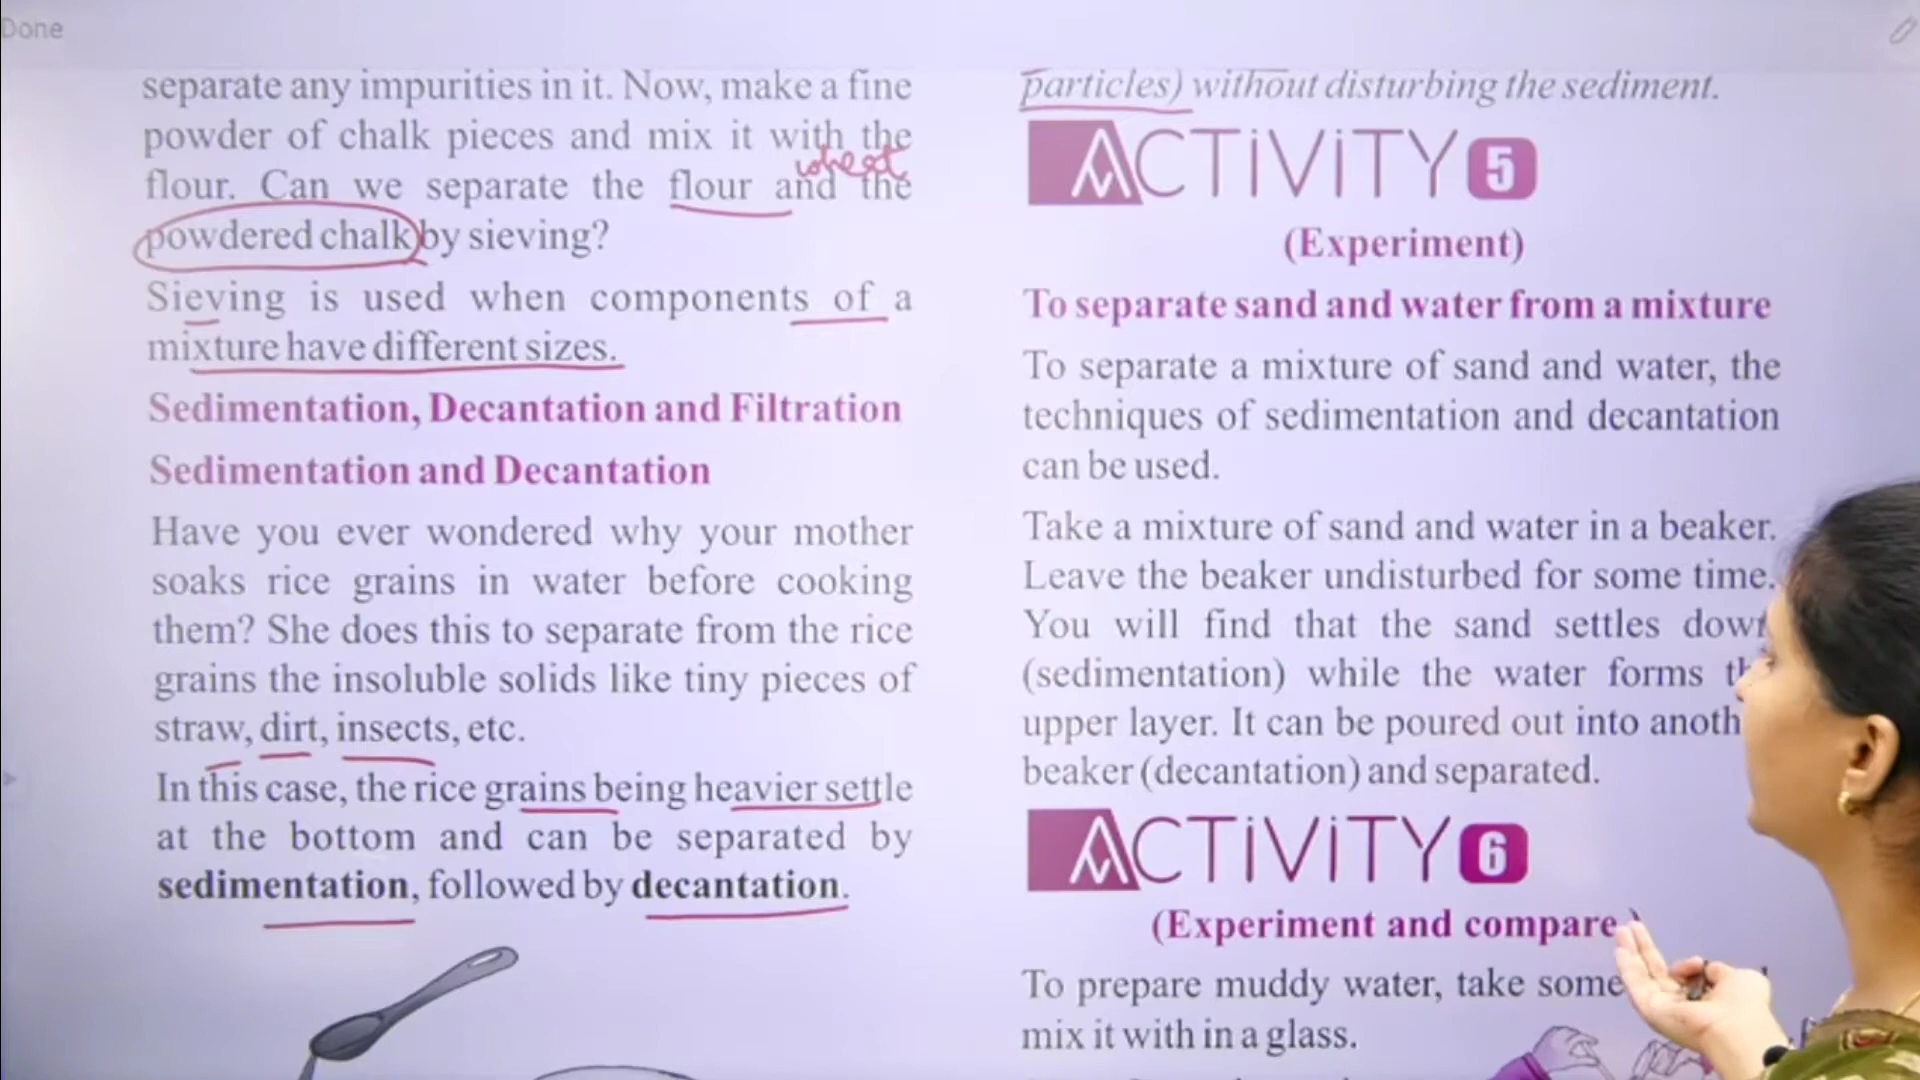 Done
separate any impurities in it. Now, make a fine
powder of chalk pieces and mix it with the
wheat
flour. Can we separate the flour and the
powdered chalk by sieving?
Sieving is used when components of a
mixture have different sizes.
Sedimentation, Decantation and Filtration
Sedimentation and Decantation
Have you ever wondered why your mother
soaks rice grains in water before cooking
them? She does this to separate from the rice
grains the insoluble solids like tiny pieces of
straw, dirt, insects, etc.
In this case, the rice grains being heavier settle
at the bottom and can be separated by
sedimentation, followed by decantation.
particles) without disturbing the sediment.
ACTiViTY 5
(Experiment)
To separate sand and water from a mixture
To separate a mixture of sand and water, the
techniques of sedimentation and decantation
can be used.
Take a mixture of sand and water in a beaker.
Leave the beaker undisturbed for some time.
You will find that the sand settles
(sedimentation) while the water forms
upper layer. It can be poured out into
beaker (decantation) and separated.
ACTiViTY 6
(Experiment and compare)
To prepare muddy water, take some
mix it with in a glass.